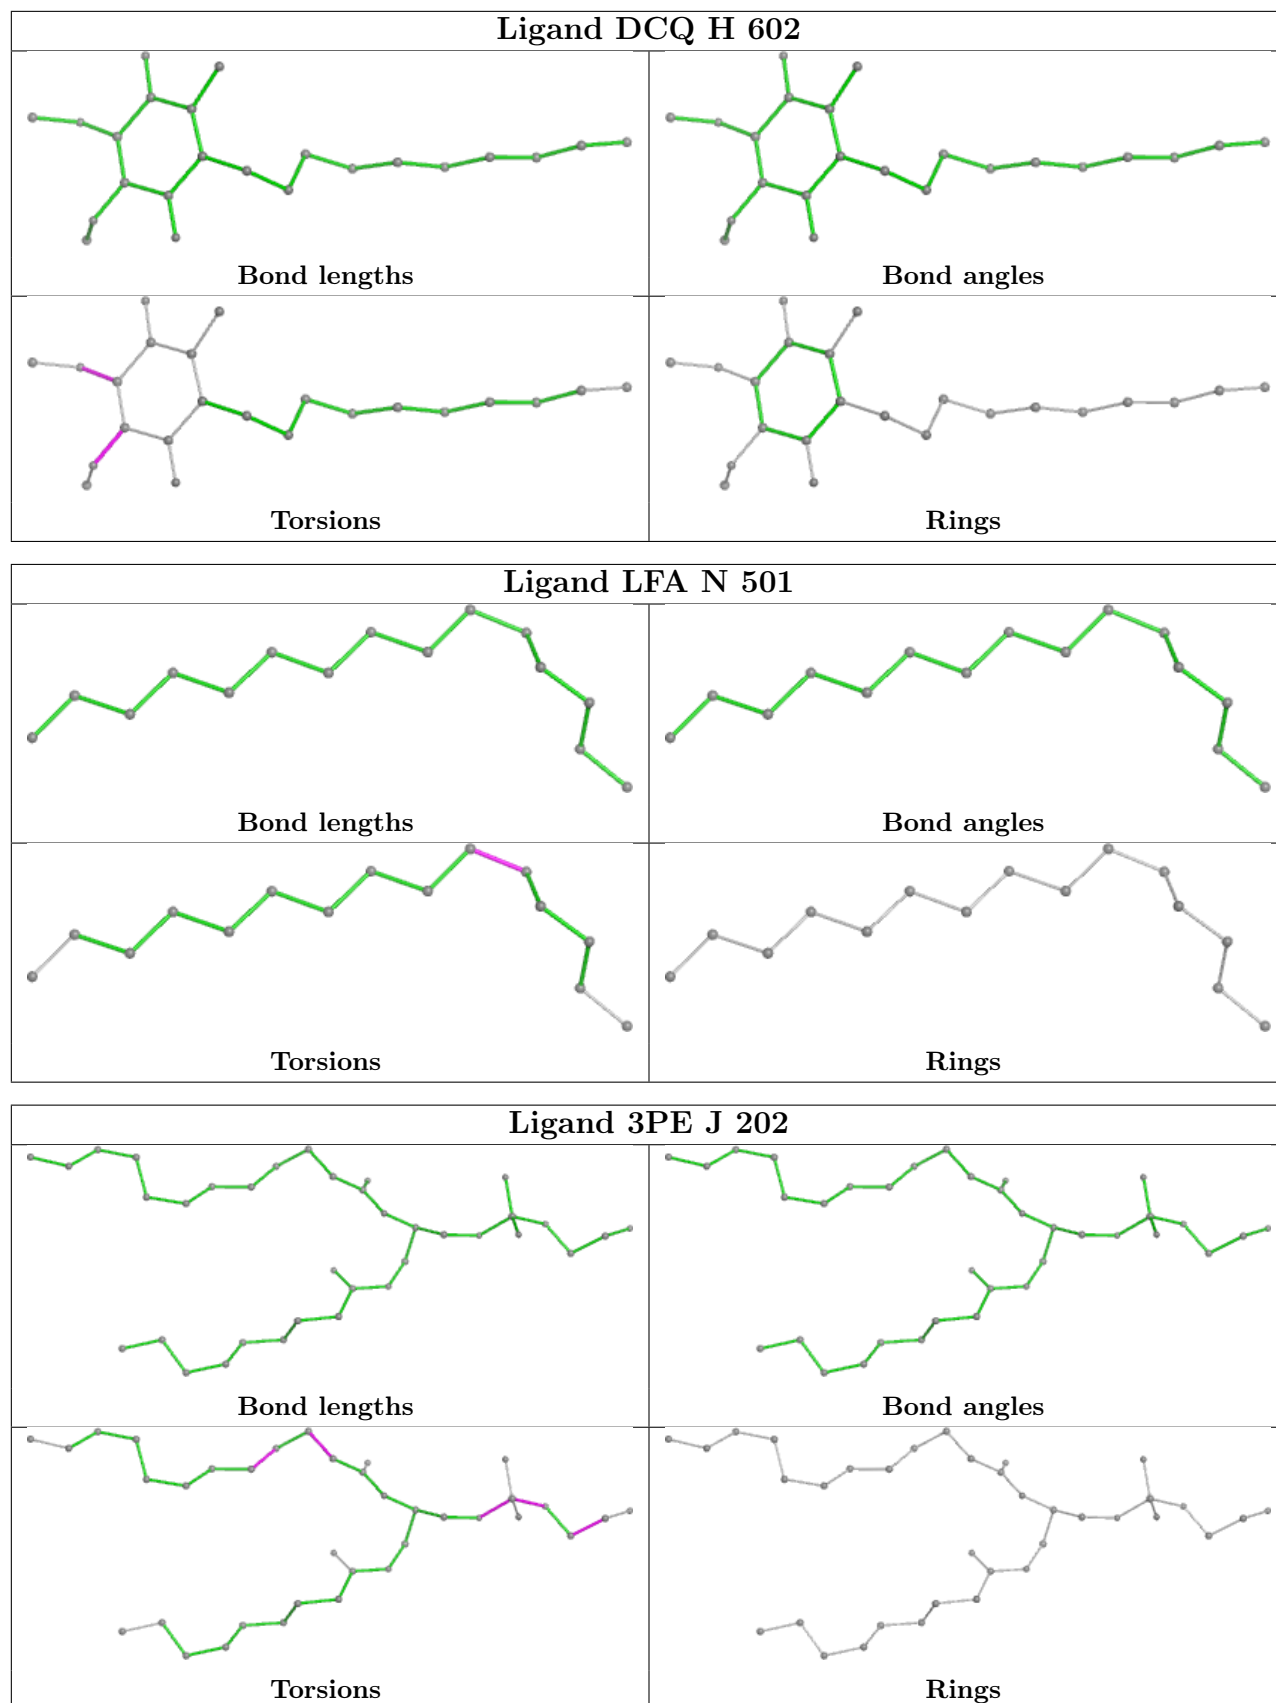 Ligand DCQ H 602
Bond lengths
Bond angles
Torsions
Rings
Ligand LFA N 501
Bond lengths
Bond angles
Torsions
Rings
Ligand 3PE J 202
Bond lengths
Bond angles
Torsions
Rings